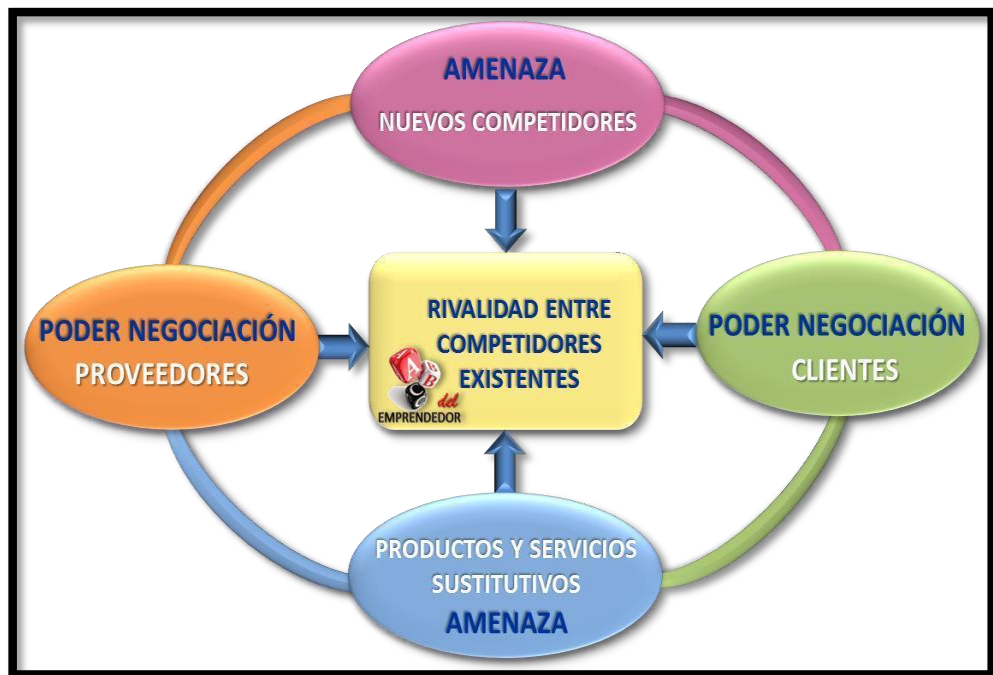 AMENAZA
NUEVOS COMPETIDORES
PODER NEGOCIACIÓN
PROVEEDORES
RIVALIDAD ENTRE
COMPETIDORES
EXISTENTES
A
B
C
del
EMPRENDEDOR
PODER NEGOCIACIÓN
CLIENTES
PRODUCTOS Y SERVICIOS
SUSTITUTIVOS
AMENAZA